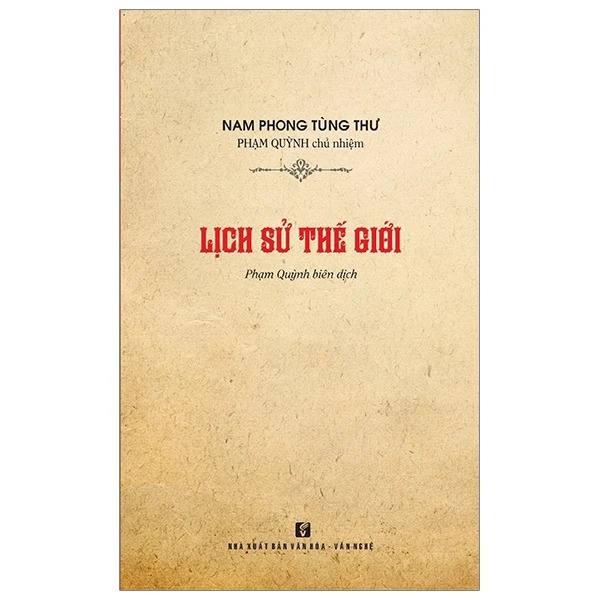 NAM PHONG TÙNG THƯ
PHẠM QUỲNH chủ nhiệm
LỊCH SỬ THẾ GIỚI
Phạm Quỳnh biên dịch
V
NHÀ XUẤT BẢN VĂN HÓA - VĂN NGHỆ